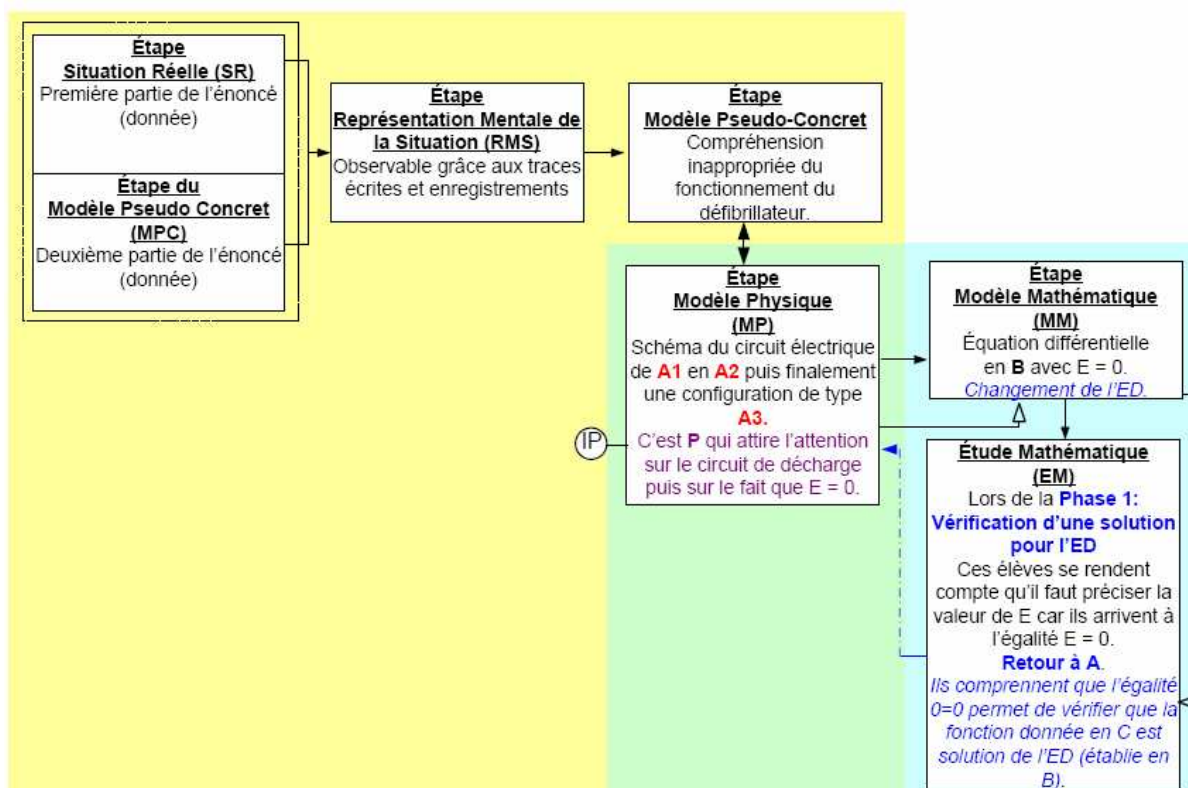 Étape
Situation Réelle (SR)
Première partie de l'énoncé
(donnée)
Étape du
Modèle Pseudo Concret
(MPC)
Deuxième partie de l'énoncé
(donnée)
Étape
Représentation Mentale de
la Situation (RMS)
Observable grâce aux traces
écrites et enregistrements
Étape
Modèle Pseudo-Concret
Compréhension
inappropriée du
fonctionnement du
défibrillateur.
Étape
Modèle Physique
(MP)
Schéma du circuit électrique
de A1 en A2 puis finalement
une configuration de type
A3.
C'est P qui attire l'attention
sur le circuit de décharge
puis sur le fait que E = 0.
IP
Étape
Modèle Mathématique
(MM)
Équation différentielle
en B avec E = 0.
Changement de l'ED.
Étude Mathématique
(EM)
Lors de la Phase 1:
Vérification d'une solution
pour l'ED
Ces élèves se rendent
compte qu'il faut préciser la
valeur de E car ils arrivent à
l'égalité E = 0.
Retour à A.
Ils comprennent que l'égalité
0=0 permet de vérifier que la
fonction donnée en C est
solution de l'ED (établie en
B).